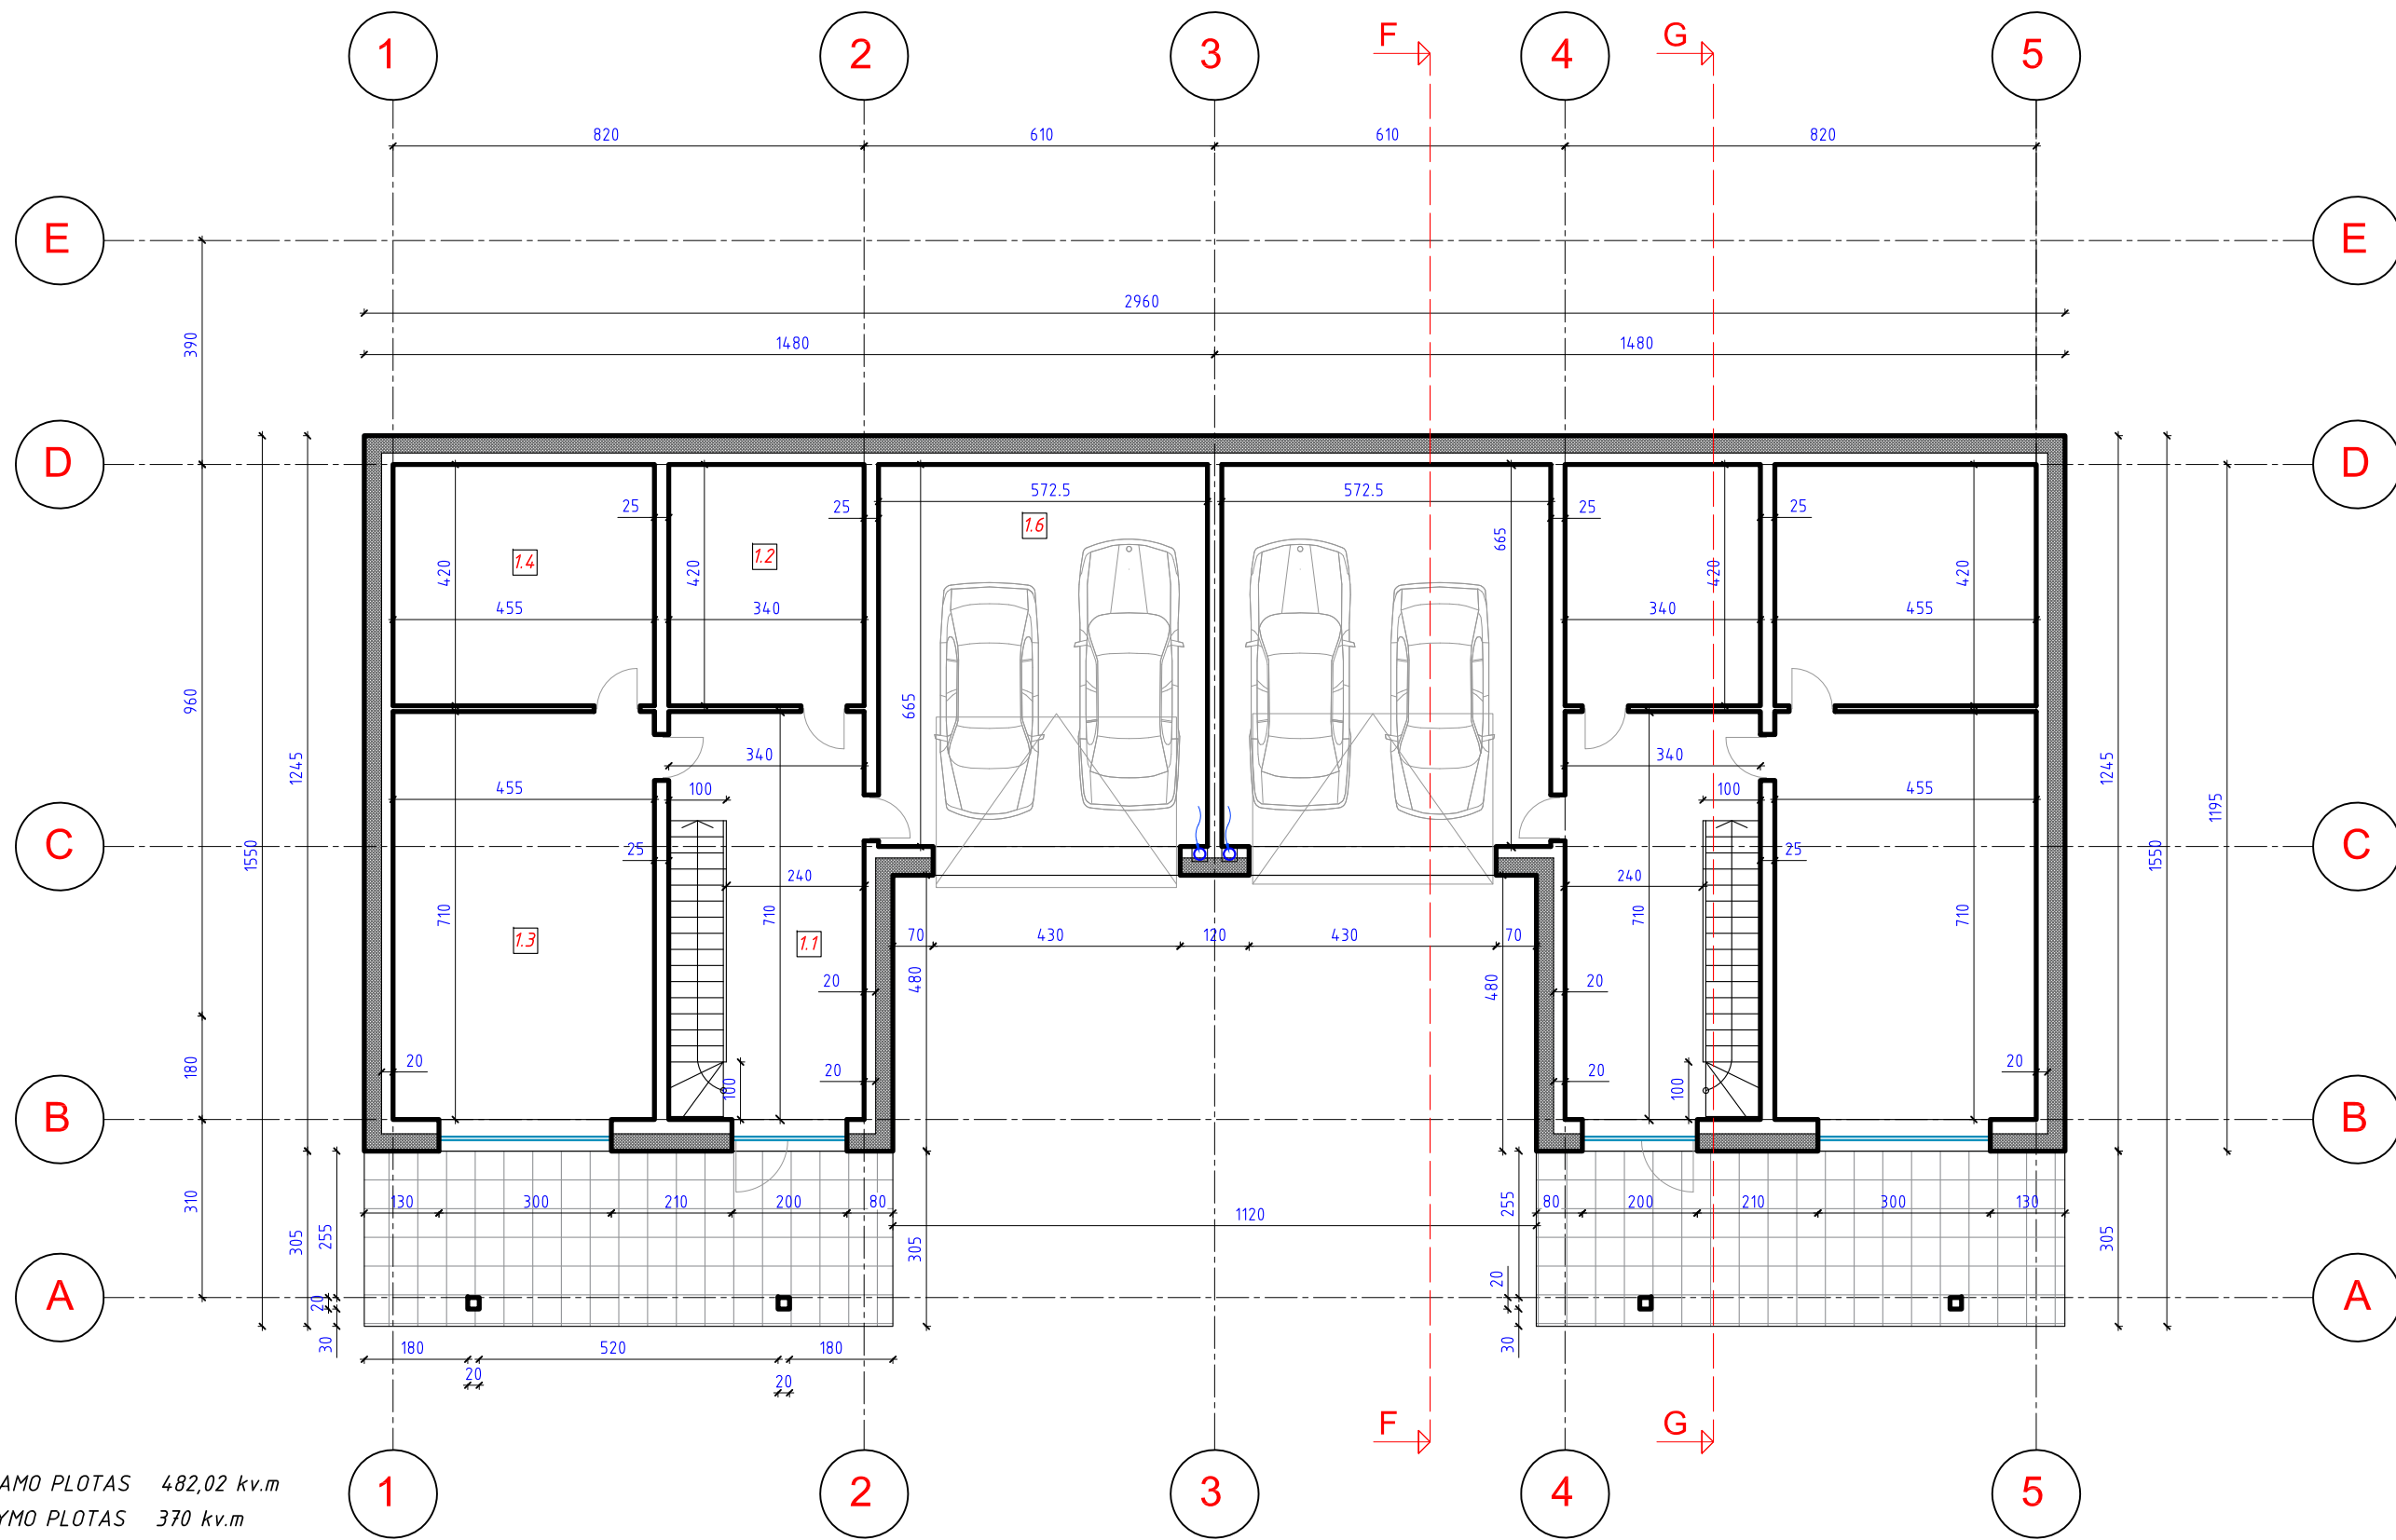 1 2 3 F 4 G 5
820 610 610 820
E E
2960
390 1480 1480
D D
572.5 572.5
25 25 25 25
1.6
665
1.4 1.2
420 420 420 420
455 340 340 455
960 665
340 340
1245 1245 1195
455 100 100 455
C C
1550 25 25 1550
240 240
710 710 710 710
1.3 1.1
70 430 120 430 70
480 480
20 20
180 20 20 20 20
100 100
B B
310 130 300 210 200 80 80 200 210 300 130
255 1120 255
305 305 305
20 20
A A
30 30
180 520 180
20 20
F G
AMO PLOTAS 482,02 kv.m
YMO PLOTAS 370 kv.m
1 2 3 4 5